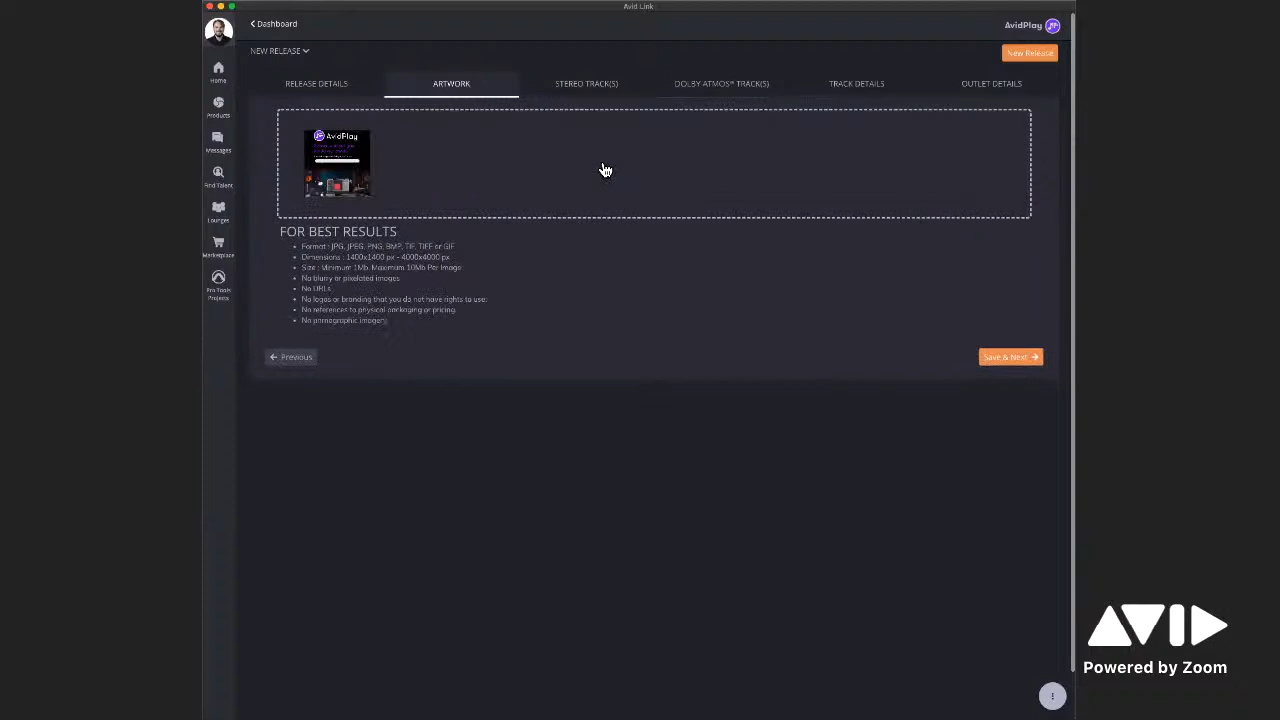 Avid Link
Dashboard
AvidPlay
NEW RELEASE
New Release
RELEASE DETAILS
ARTWORK
STEREO TRACK(S)
DOLBY ATMOS® TRACK(S)
TRACK DETAILS
OUTLET DETAILS
Home
Products
Messages
Find Talent
Lounges
Marketplace
Pro Tools
Projects
AvidPlay
FOR BEST RESULTS
• Format : JPG, JPEG, PNG, BMP, TIF, TIFF or GIF
• Dimensions : 1400x1400 px - 4000x4000 px
• Size : Minimum 1Mb, Maximum 10Mb Per Image
• No blurry or pixelated images
• No URLs
• No logos or branding that you do not have rights to use.
• No references to physical packaging or pricing.
• No pornographic imagery
Previous
Save & Next
AVID
Powered by Zoom